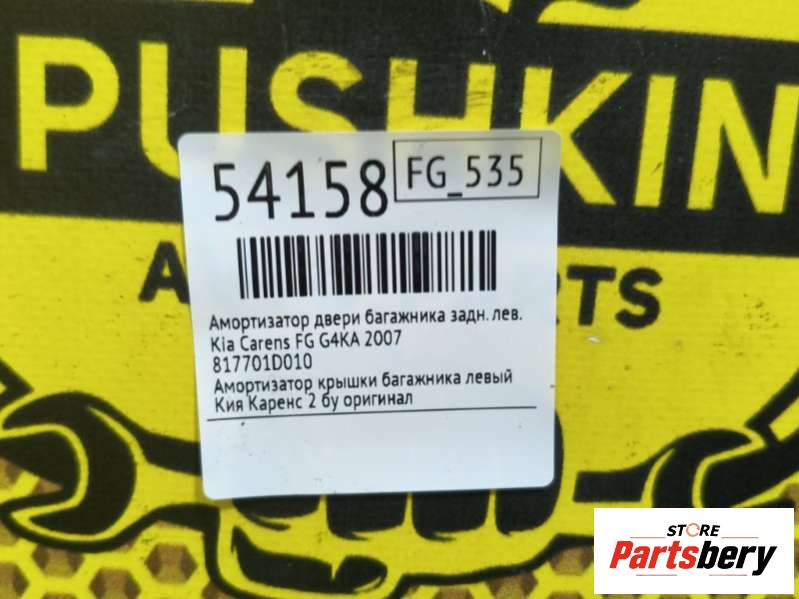 PUSHKIN
54158
FG_535
Амортизатор двери багажника задн. лев.
Kia Carens FG G4KA 2007
817701D010
Амортизатор крышки багажника левый
Кия Каренс 2 бу оригинал
STORE
Partsbery